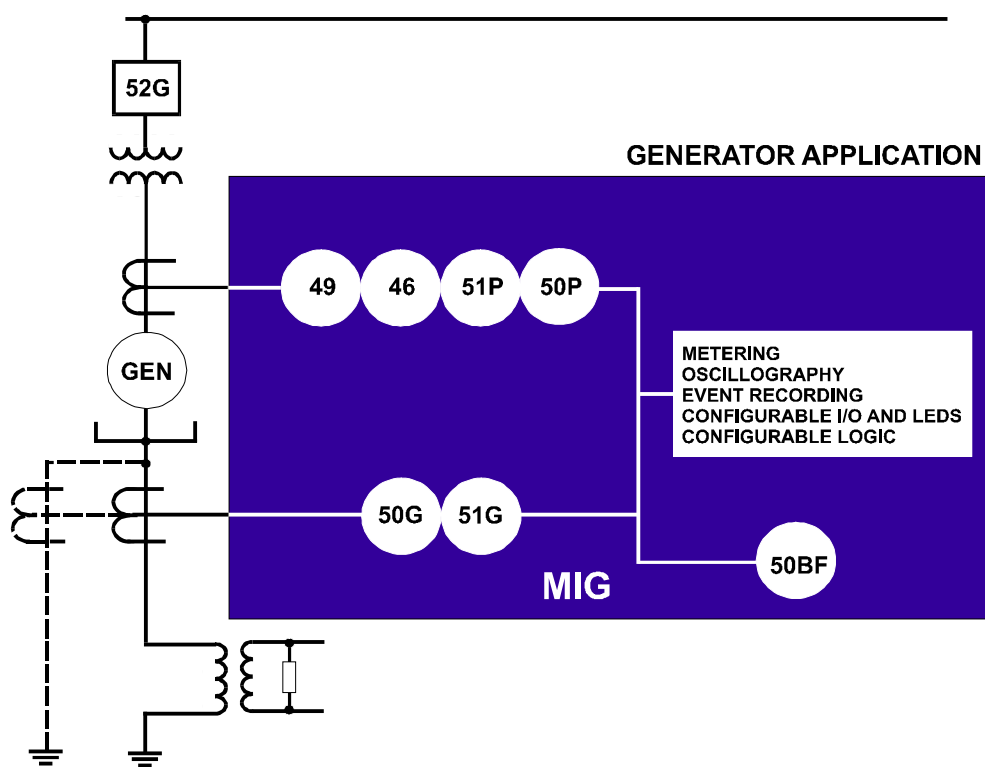 52G
GENERATOR APPLICATION
49 46 51P 50P
GEN
METERING
OSCILLOGRAPHY
EVENT RECORDING
CONFIGURABLE I/O AND LEDS
CONFIGURABLE LOGIC
50G 51G
50BF
MIG